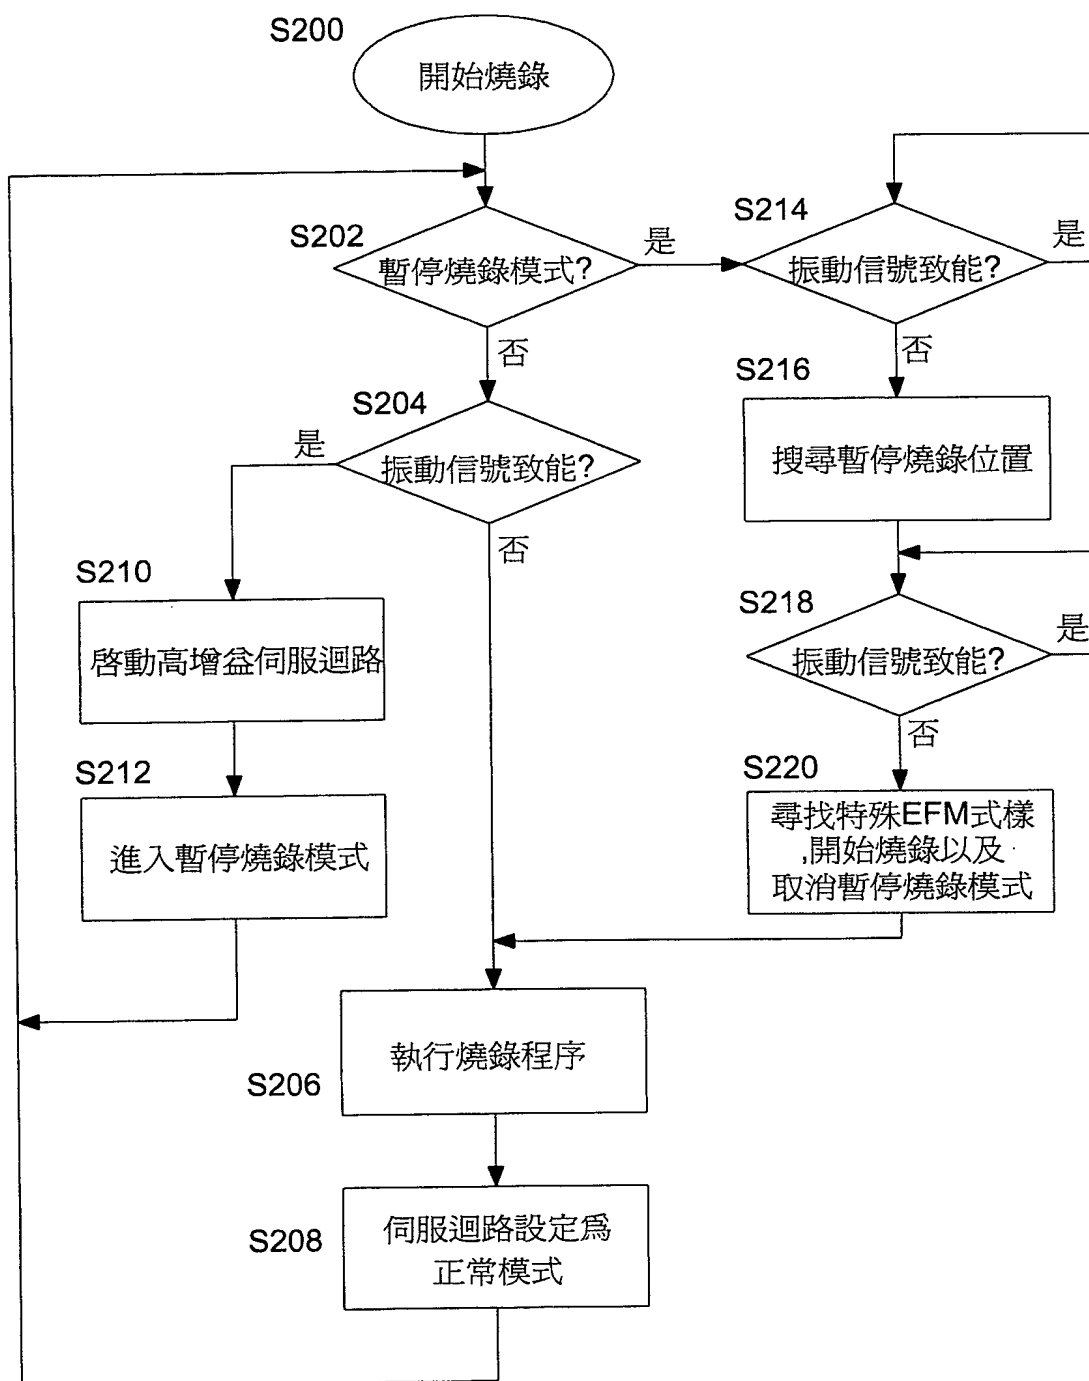 S200
開始燒錄
S202
暫停燒錄模式?
是
否
S214
振動信號致能?
是
否
S204
振動信號致能?
是
否
S216
搜尋暫停燒錄位置
S210
啓動高增益伺服迴路
S218
振動信號致能?
是
否
S212
進入暫停燒錄模式
S220
尋找特殊EFM式樣
,開始燒錄以及
取消暫停燒錄模式
執行燒錄程序
S206
S208
伺服迴路設定爲
正常模式